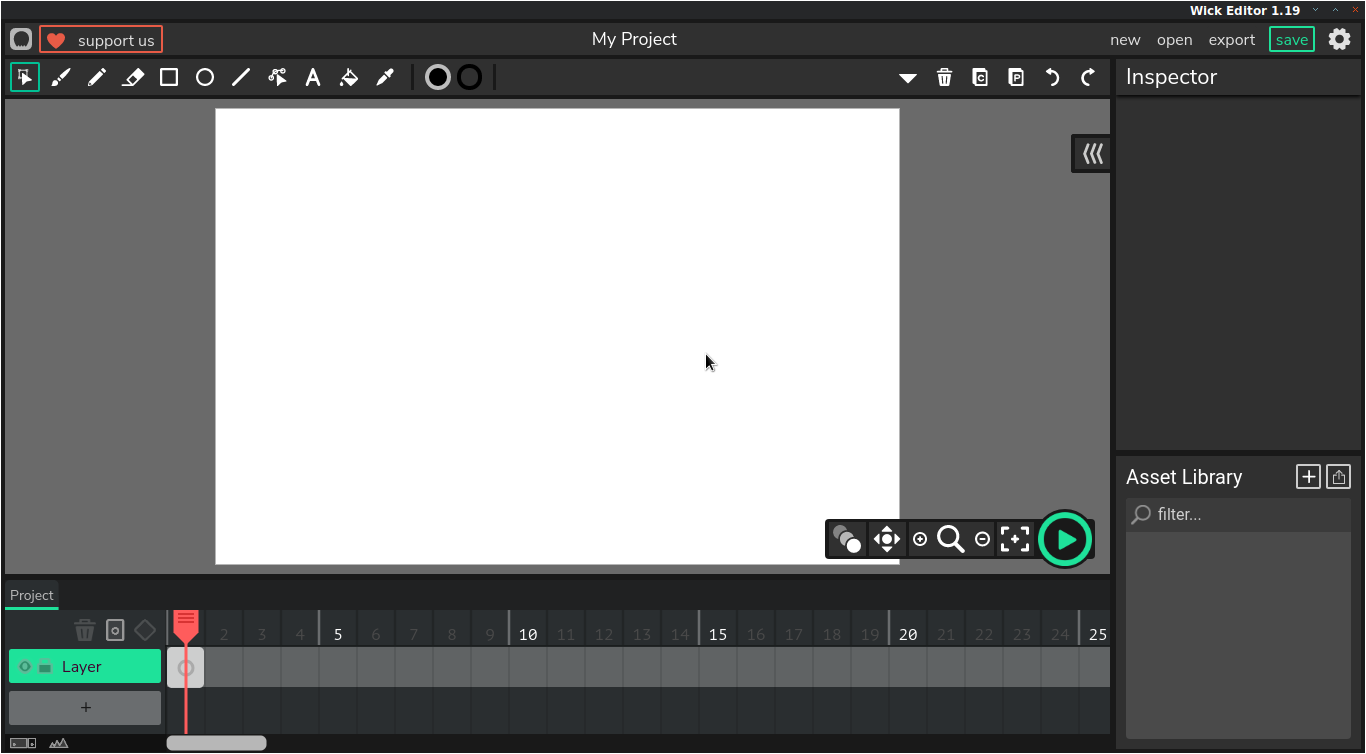 Wick Editor 1.19
support us
My Project
new open export save
A C P
Inspector
Asset Library
filter...
Project
2 3 4 5 6 7 8 9 10 11 12 13 14 15 16 17 18 19 20 21 22 23 24 25
Layer
+